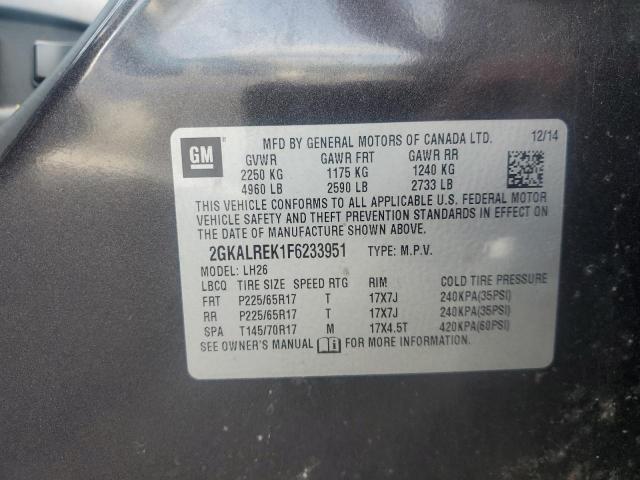 GM MFD BY GENERAL MOTORS OF CANADA LTD. 12/14
GVWR GAWR FRT GAWR RR
2250 KG 1175 KG 1240 KG
4960 LB 2590 LB 2733 LB
THIS VEHICLE CONFORMS TO ALL APPLICABLE U.S. FEDERAL MOTOR
VEHICLE SAFETY AND THEFT PREVENTION STANDARDS IN EFFECT ON
THE DATE OF MANUFACTURE SHOWN ABOVE.
2GKALREK1F6233951 TYPE: M.P.V.
MODEL: LH26
LBCQ TIRE SIZE SPEED RTG RIM COLD TIRE PRESSURE
FRT P225/65R17 T 17X7J 240KPA(35PSI)
RR P225/65R17 T 17X7J 240KPA(35PSI)
SPA T145/70R17 M 17X4.5T 420KPA(60PSI)
SEE OWNER'S MANUAL FOR MORE INFORMATION.